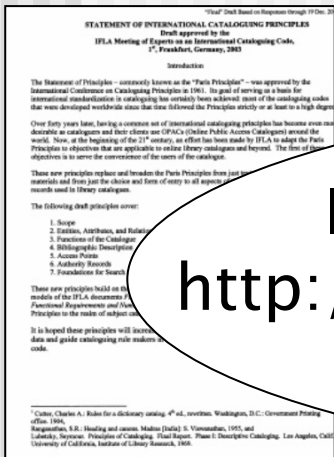 "Final" Draft Based on Responses through 19 Dec. 20
STATEMENT OF INTERNATIONAL CATALOGUING PRINCIPLES
Draft approved by the
IFLA Meeting of Experts on an International Cataloguing Code,
1st, Frankfurt, Germany, 2003
Introduction
The Statement of Principles – commonly known as the "Paris Principles" – was approved by the
International Conference on Cataloguing Principles in 1961. Its goal of serving as a basis for
international standardization in cataloguing has certainly been achieved: most of the cataloguing codes
that were developed worldwide since that time followed the Principles strictly or at least to a high degree
Over forty years later, having a common set of international cataloguing principles has become even mo
desirable as cataloguers and their clients use OPACs (Online Public Access Catalogues) around the
world. Now, at the beginning of the 21st century, an effort has been made by IFLA to adapt the Paris
Principles to objectives that are applicable to online library catalogues and beyond. The first of these
objectives is to serve the convenience of the users of the catalogue.
These new principles replace and broaden the Paris Principles from just
materials and from just the choice and form of entry to all aspects of
records used in library catalogues.
The following draft principles cover:
1. Scope
2. Entities, Attributes, and Relation
3. Functions of the Catalogue
4. Bibliographic Description
5. Access Points
6. Authority Records
7. Foundations for Search
http:/
These new principles build on the
models of the IFLA documents
Functional Requirements and Num
Principles to the realm of subject
It is hoped these principles will increa
data and guide cataloguing rule makers
code.
1 Cutter, Charles A.: Rules for a dictionary catalog. 4th ed., rewritten. Washington, D.C.: Government Printing
office. 1904,
Ranganathan, S.R.: Heading and canons. Madras [India]: S. Viswanathan, 1955, and
Lubetzky, Seymour. Principles of Cataloging. Final Report. Phase I: Descriptive Cataloging. Los Angeles, Calif
University of California, Institute of Library Research, 1969.